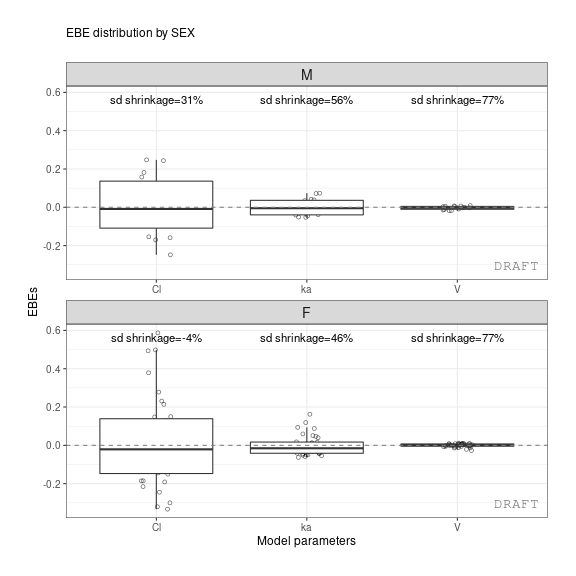 EBE distribution by SEX
M
sd shrinkage=31% sd shrinkage=56% sd shrinkage=77%
0.6
0.4
0.2
0.0
-0.2
DRAFT
Cl ka V
EBEs
F
sd shrinkage=-4% sd shrinkage=46% sd shrinkage=77%
0.6
0.4
0.2
0.0
-0.2
DRAFT
Cl ka V
Model parameters